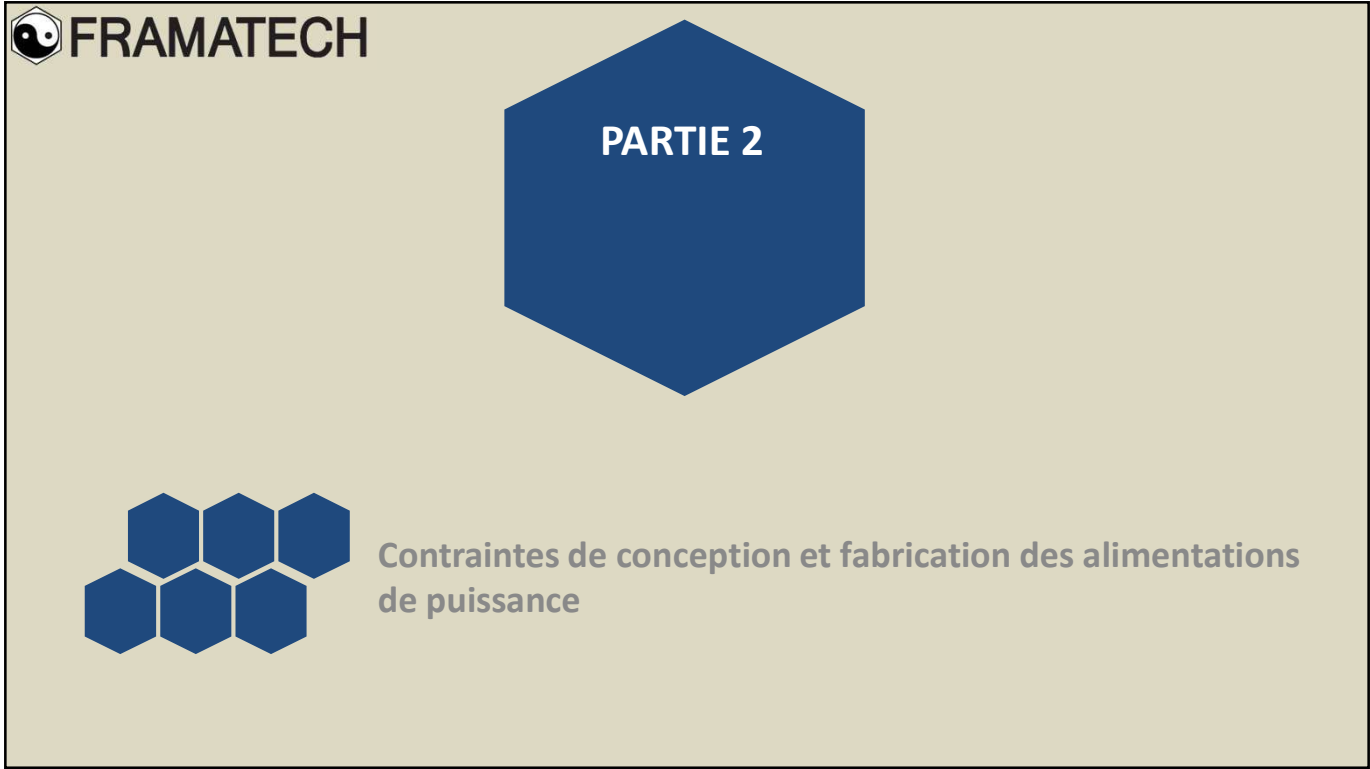 FRAMATECH
PARTIE 2
Contraintes de conception et fabrication des alimentations
de puissance